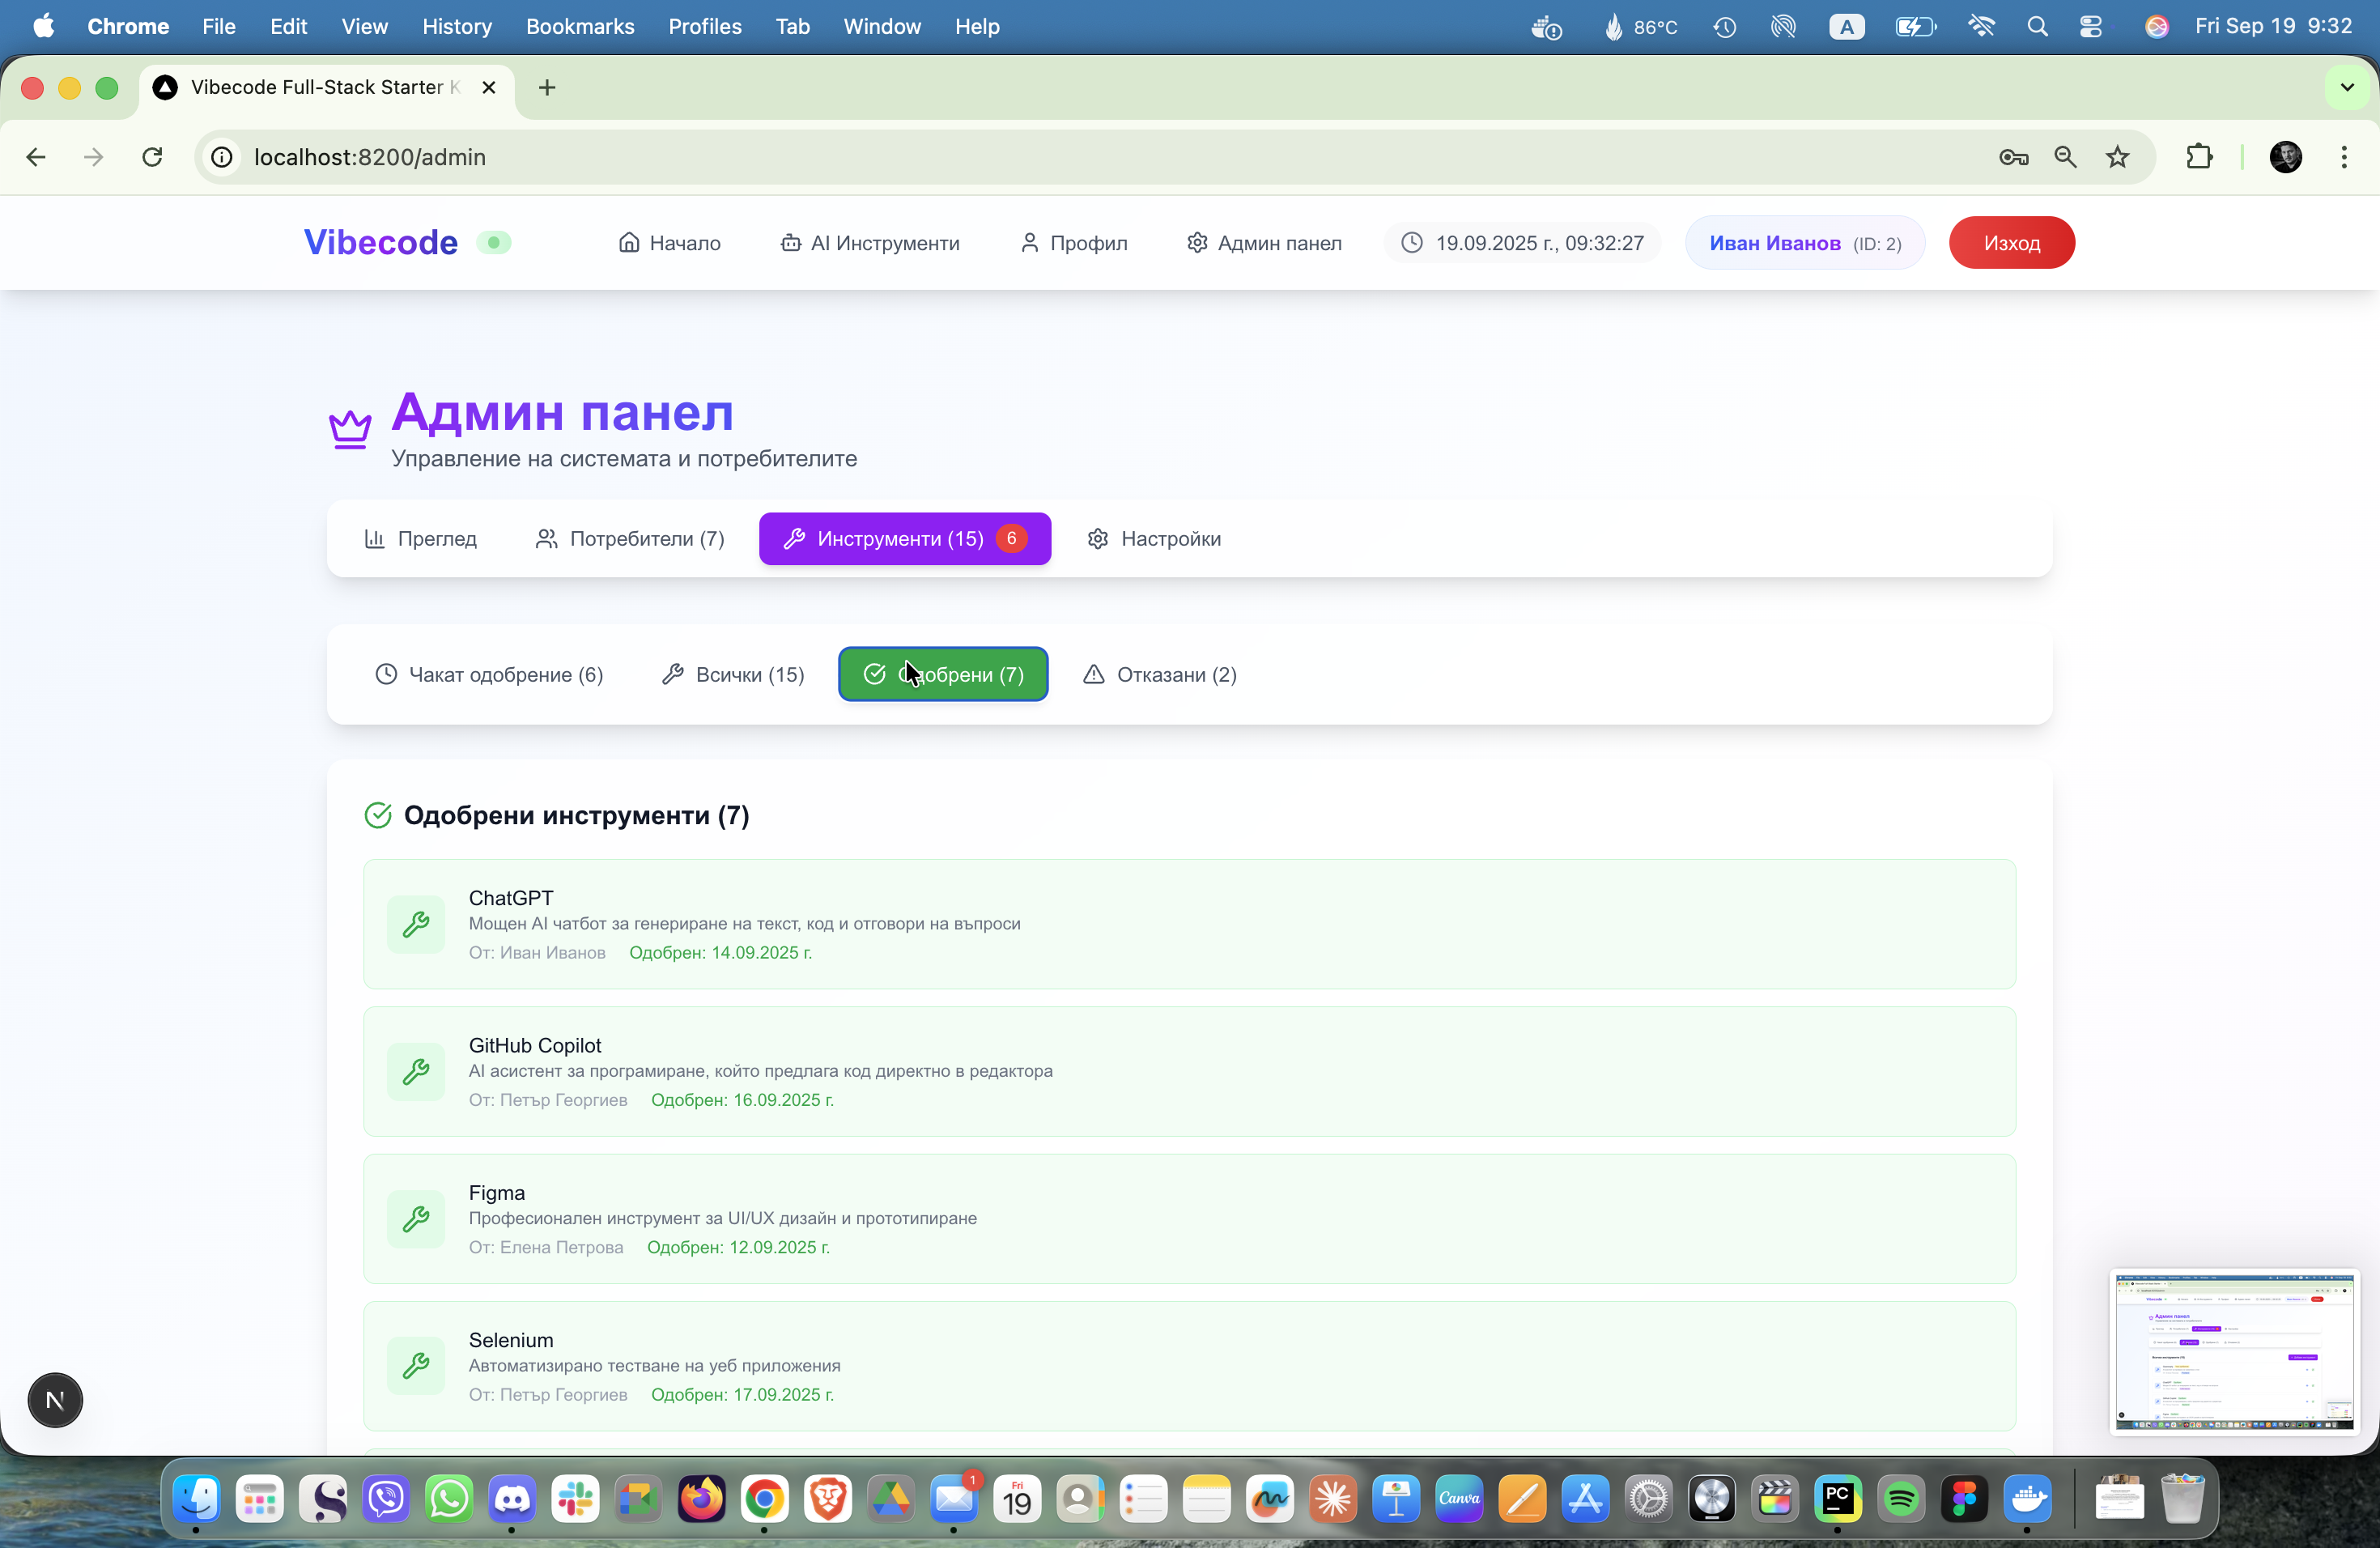 Chrome File Edit View History Bookmarks Profiles Tab Window Help 86°C A Fri Sep 19 9:32
Vibecode Full-Stack Starter K
localhost:8200/admin
Vibecode Начало AI Инструменти Профил Админ панел 19.09.2025 г., 09:32:27 Иван Иванов (ID: 2) Изход
Админ панел
Управление на системата и потребителите
Преглед Потребители (7) Инструменти (15) 6 Настройки
Чакат одобрение (6) Всички (15) Одобрени (7) Отказани (2)
Одобрени инструменти (7)
ChatGPT
Мощен AI чатбот за генериране на текст, код и отговори на въпроси
От: Иван Иванов Одобрен: 14.09.2025 г.
GitHub Copilot
AI асистент за програмиране, който предлага код директно в редактора
От: Петър Георгиев Одобрен: 16.09.2025 г.
Figma
Професионален инструмент за UI/UX дизайн и прототипиране
От: Елена Петрова Одобрен: 12.09.2025 г.
Selenium
Автоматизирано тестване на уеб приложения
От: Петър Георгиев Одобрен: 17.09.2025 г.
N
Админ панел
1 Fri 19 Canva PC